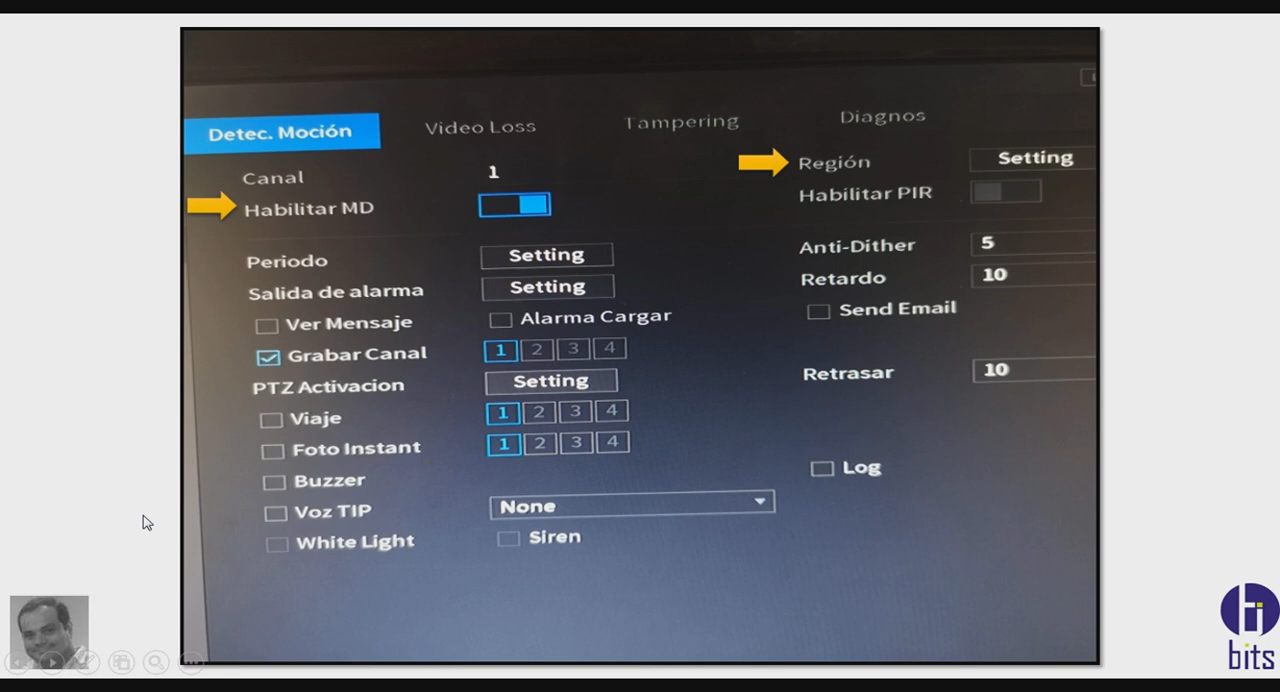 Detec. Moción Video Loss Tampering Diagnos
Canal 1 Región Setting
Habilitar MD Habilitar PIR
Periodo Setting Anti-Dither 5
Salida de alarma Setting Retardo 10
Ver Mensaje Alarma Cargar Send Email
Grabar Canal 1 2 3 4
PTZ Activacion Setting Retrasar 10
Viaje 1 2 3 4
Foto Instant 1 2 3 4
Buzzer Log
Voz TIP None
White Light Siren
bits